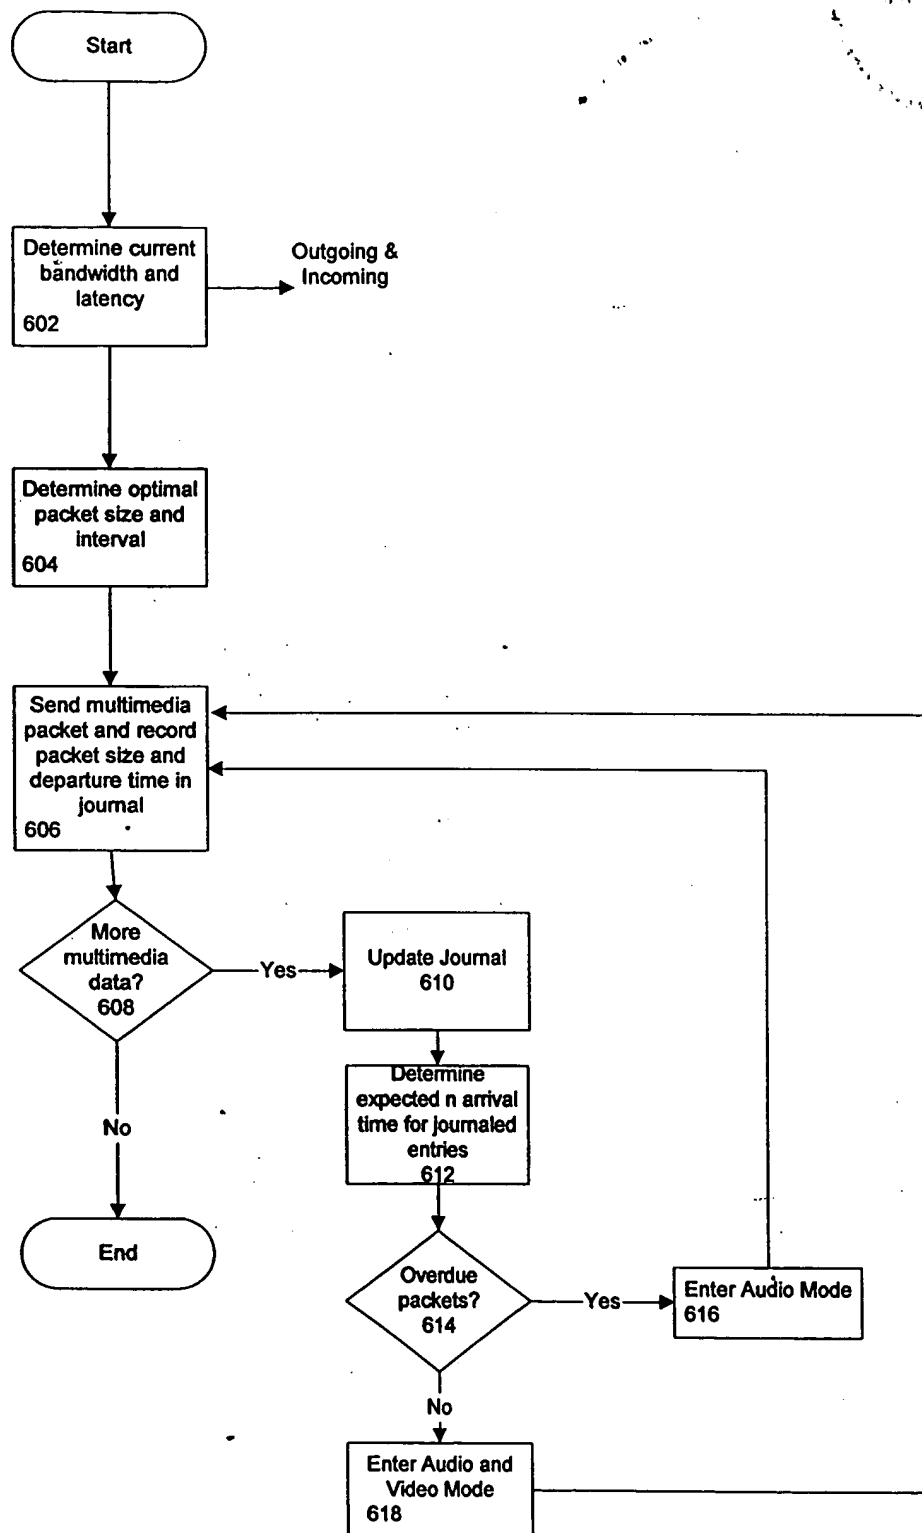 Start
Determine current
bandwidth and
latency
602
Outgoing &
Incoming
Determine optimal
packet size and
interval
604
Send multimedia
packet and record
packet size and
departure time in
journal
606
More
multimedia
data?
608
Yes
Update Journal
610
Determine
expected n arrival
time for journaled
entries
612
No
End
Overdue
packets?
614
Yes
Enter Audio Mode
616
No
Enter Audio and
Video Mode
618